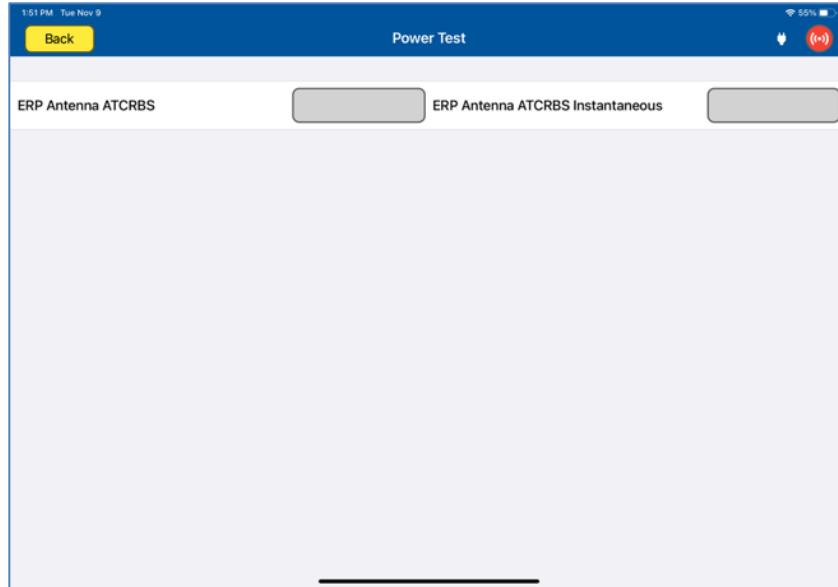 1:51 PM Tue Nov 9 55%
Back Power Test
ERP Antenna ATCRBS ERP Antenna ATCRBS Instantaneous